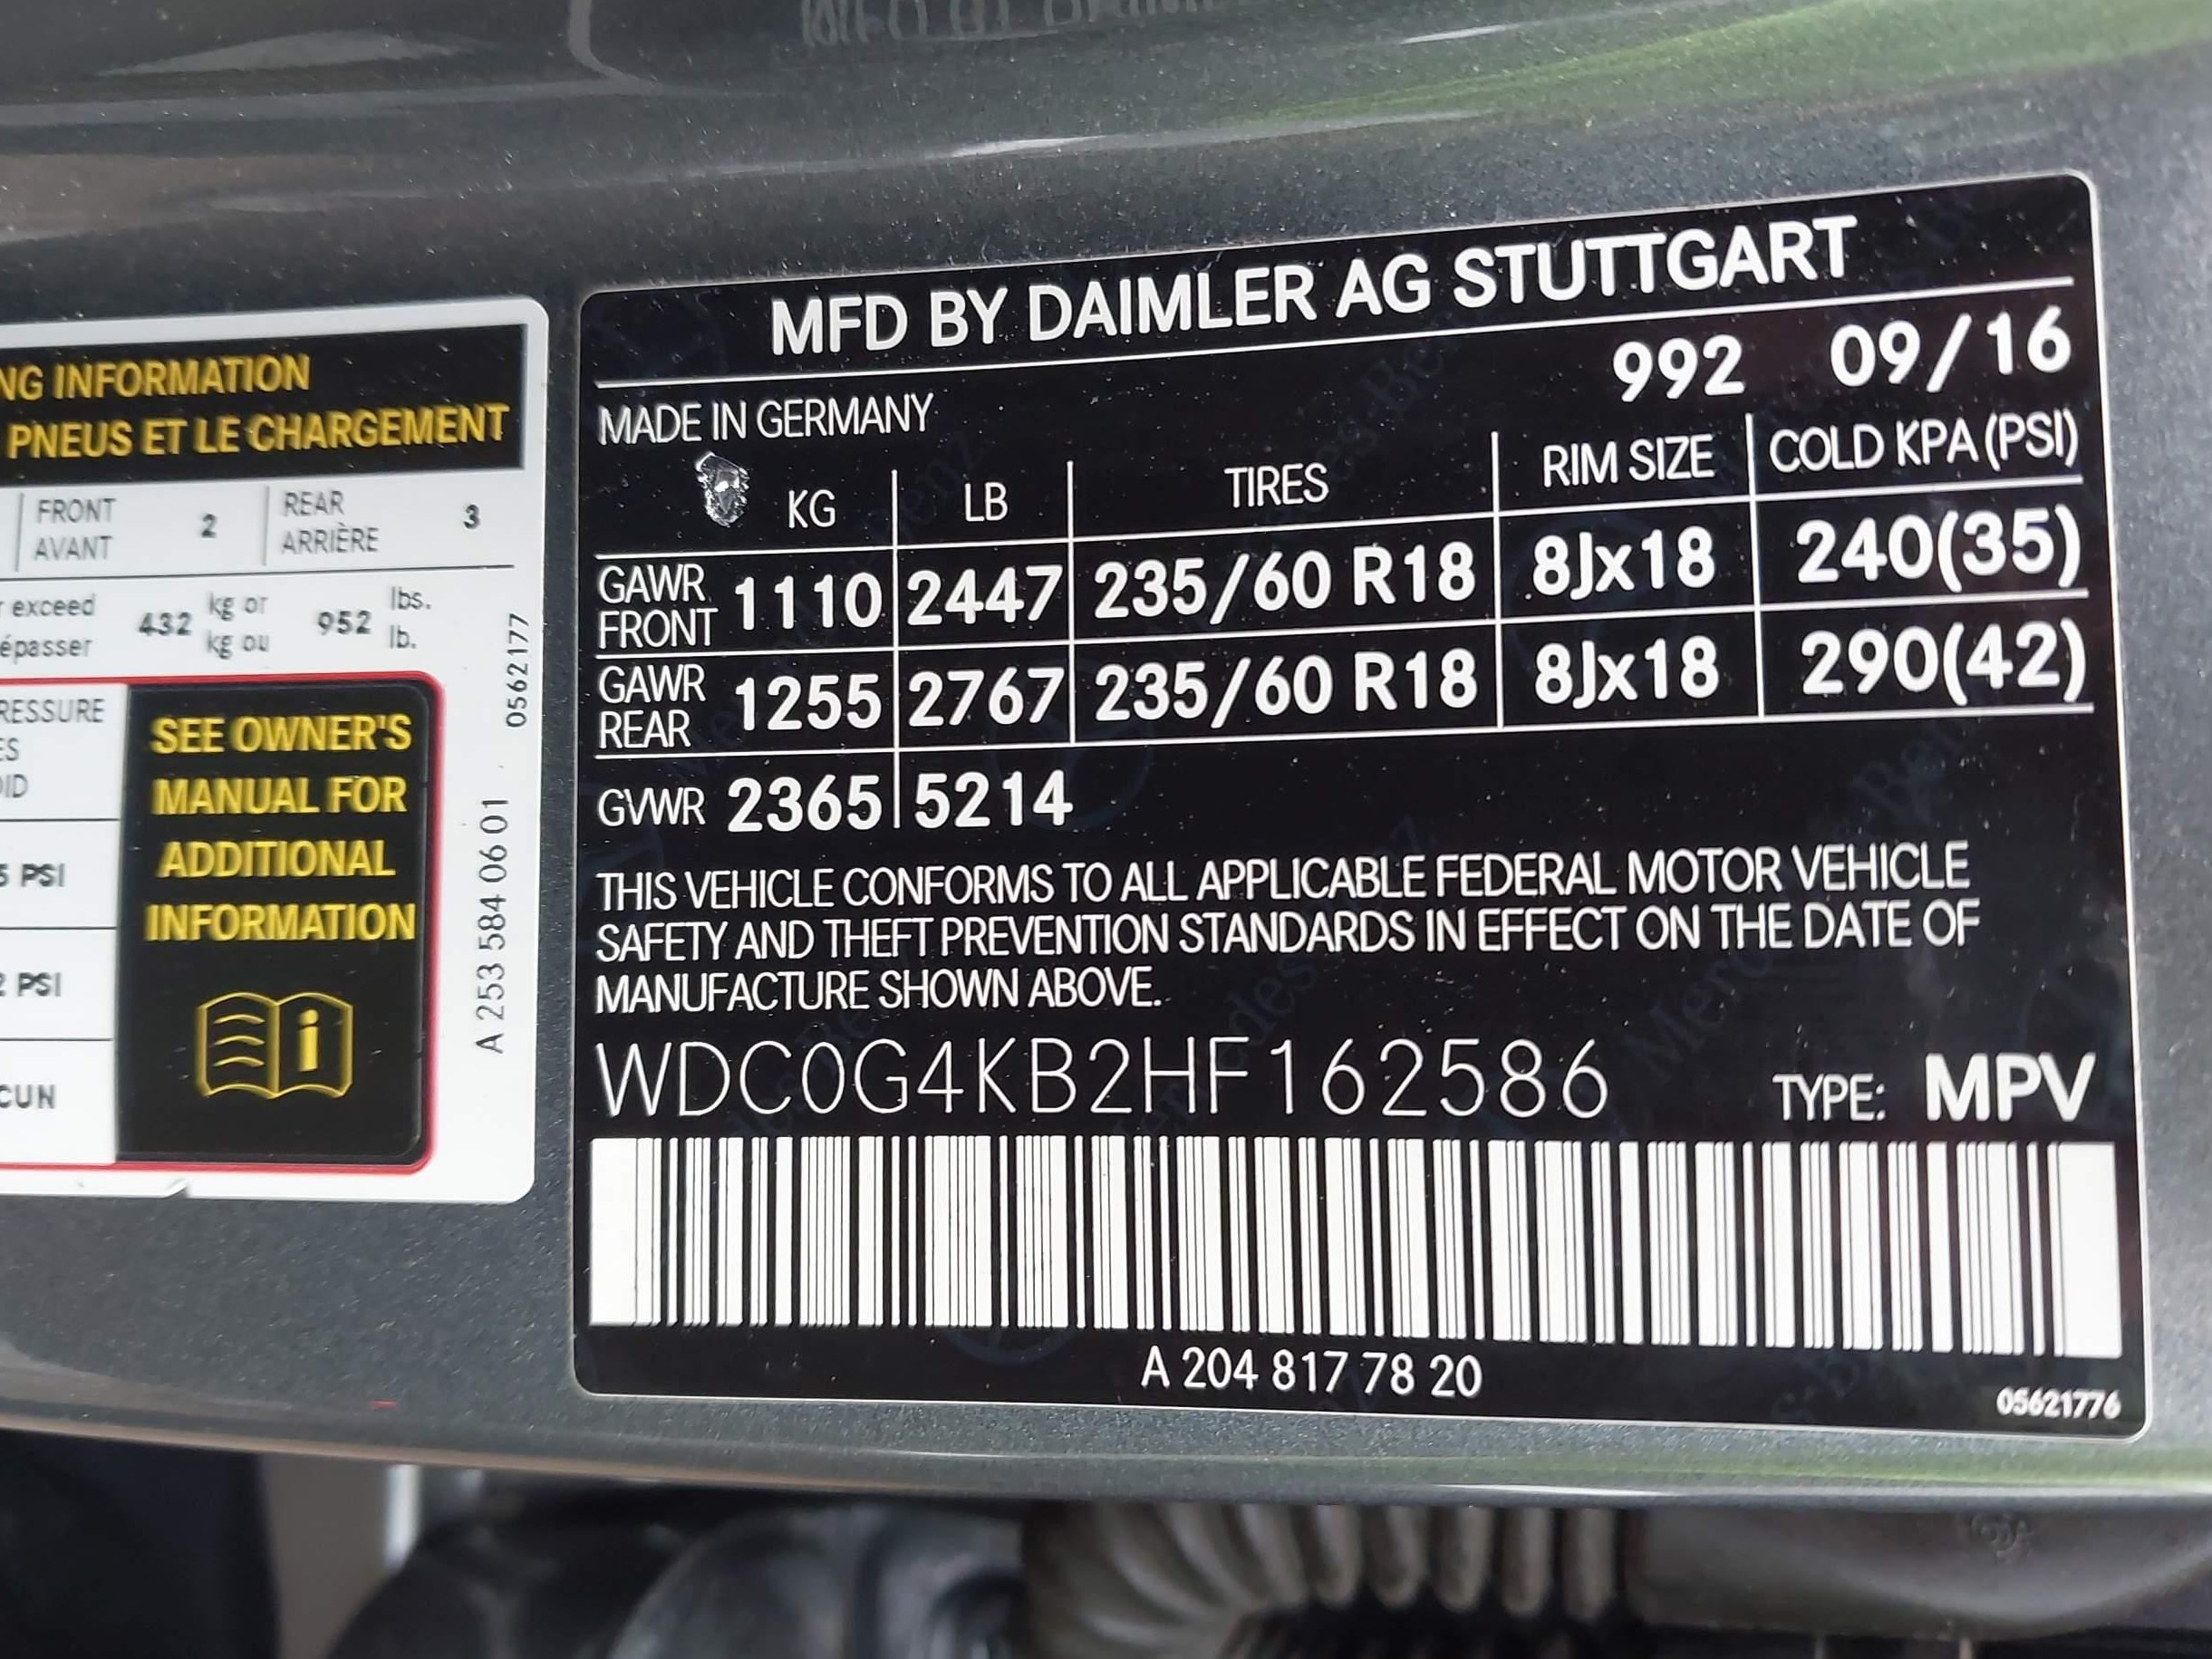 NG INFORMATION
PNEUS ET LE CHARGEMENT
FRONT
AVANT
2
REAR
ARRIÈRE
3
exceed
épasser
432
kg or
kg ou
952
lbs.
lb.
0562177
RESSURE
ES
OID
SEE OWNER'S
MANUAL FOR
ADDITIONAL
INFORMATION
5 PSI
2 PSI
CUN
A 253 584 06 01
MFD BY DAIMLER AG STUTTGART
992 09/16
MADE IN GERMANY
KG LB TIRES RIM SIZE COLD KPA (PSI)
GAWR
FRONT 1110 2447 235/60 R18 8Jx18 240(35)
GAWR
REAR 1255 2767 235/60 R18 8Jx18 290(42)
GVWR 2365 5214
THIS VEHICLE CONFORMS TO ALL APPLICABLE FEDERAL MOTOR VEHICLE
SAFETY AND THEFT PREVENTION STANDARDS IN EFFECT ON THE DATE OF
MANUFACTURE SHOWN ABOVE.
WDC0G4KB2HF162586 TYPE: MPV
A 204 817 78 20
05621776